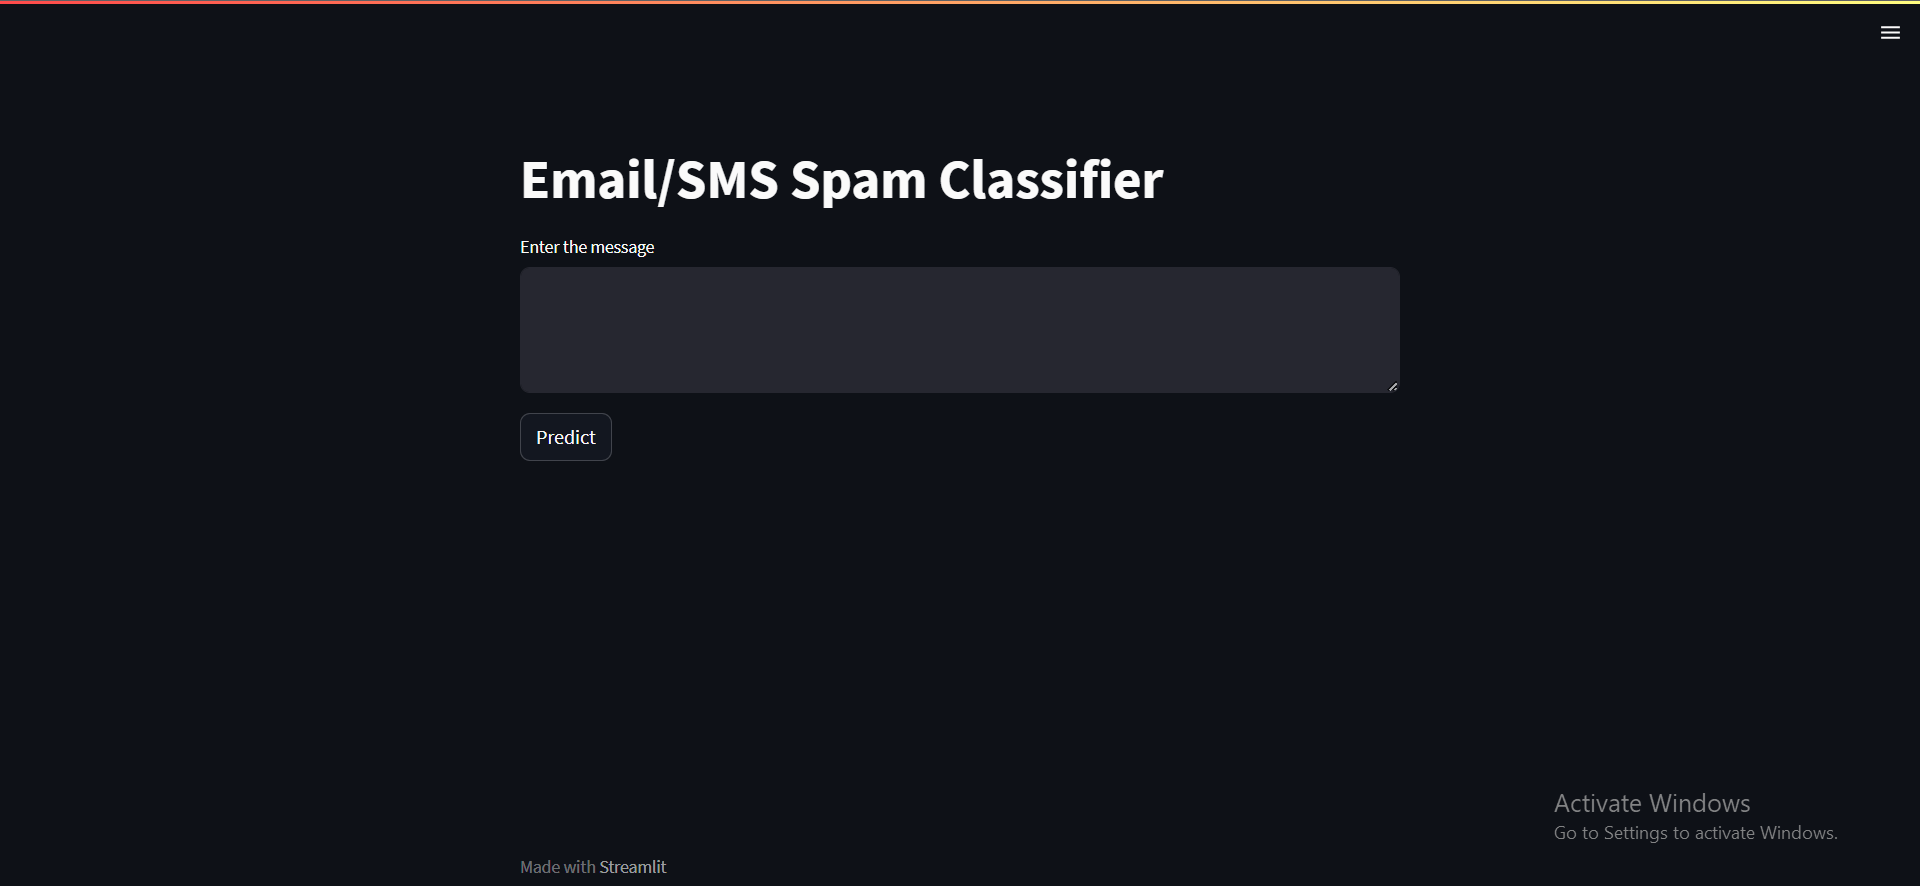 Email/SMS Spam Classifier
Enter the message
Predict
Activate Windows
Go to Settings to activate Windows.
Made with Streamlit